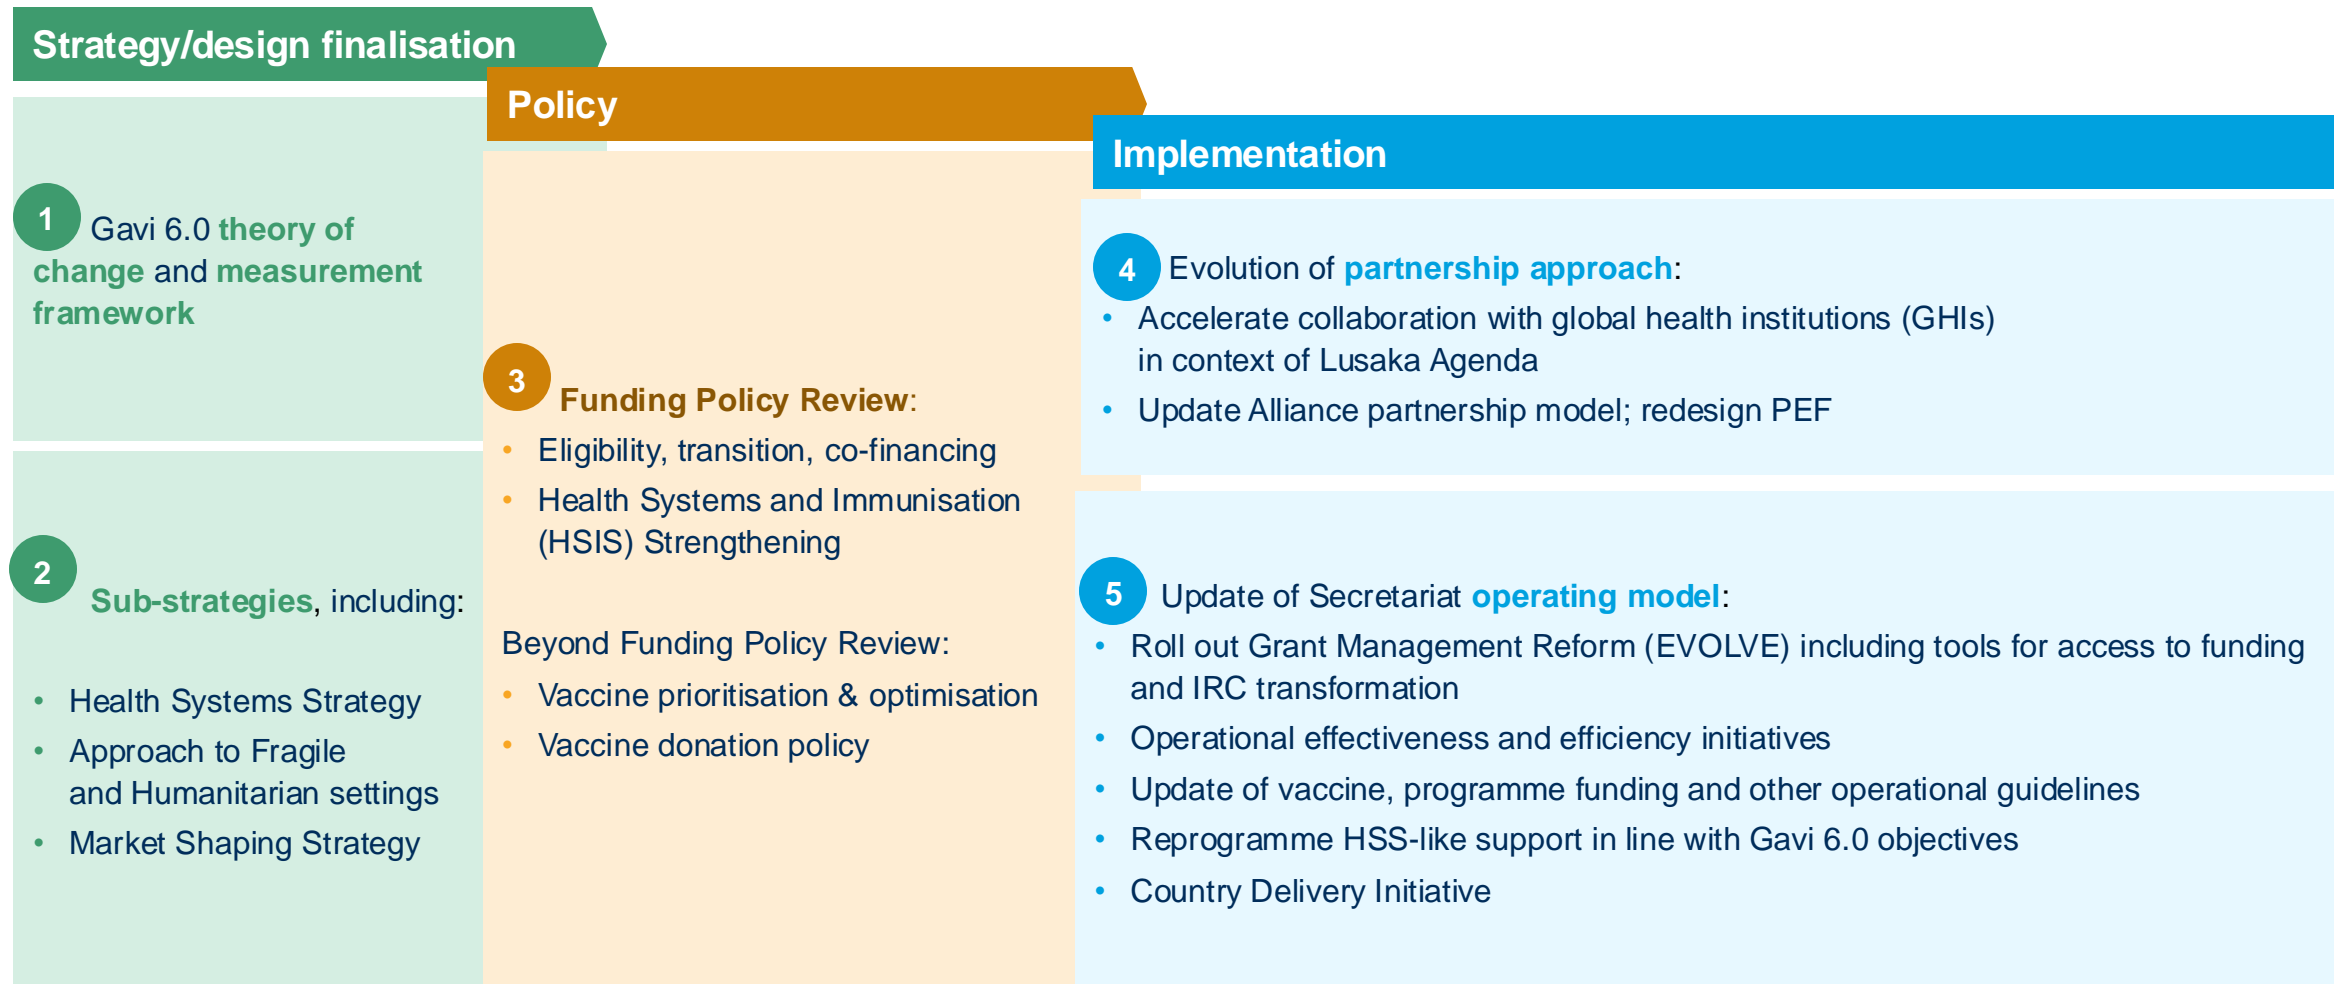 Strategy/design finalisation
1
Gavi 6.0 theory of
change and measurement
framework
2
Sub-strategies, including:
• Health Systems Strategy
• Approach to Fragile
and Humanitarian settings
• Market Shaping Strategy
Policy
3
Funding Policy Review:
• Eligibility, transition, co-financing
• Health Systems and Immunisation
(HSIS) Strengthening
Beyond Funding Policy Review:
• Vaccine prioritisation & optimisation
• Vaccine donation policy
Implementation
4
Evolution of partnership approach:
• Accelerate collaboration with global health institutions (GHIs)
in context of Lusaka Agenda
• Update Alliance partnership model; redesign PEF
5
Update of Secretariat operating model:
• Roll out Grant Management Reform (EVOLVE) including tools for access to funding
and IRC transformation
• Operational effectiveness and efficiency initiatives
• Update of vaccine, programme funding and other operational guidelines
• Reprogramme HSS-like support in line with Gavi 6.0 objectives
• Country Delivery Initiative